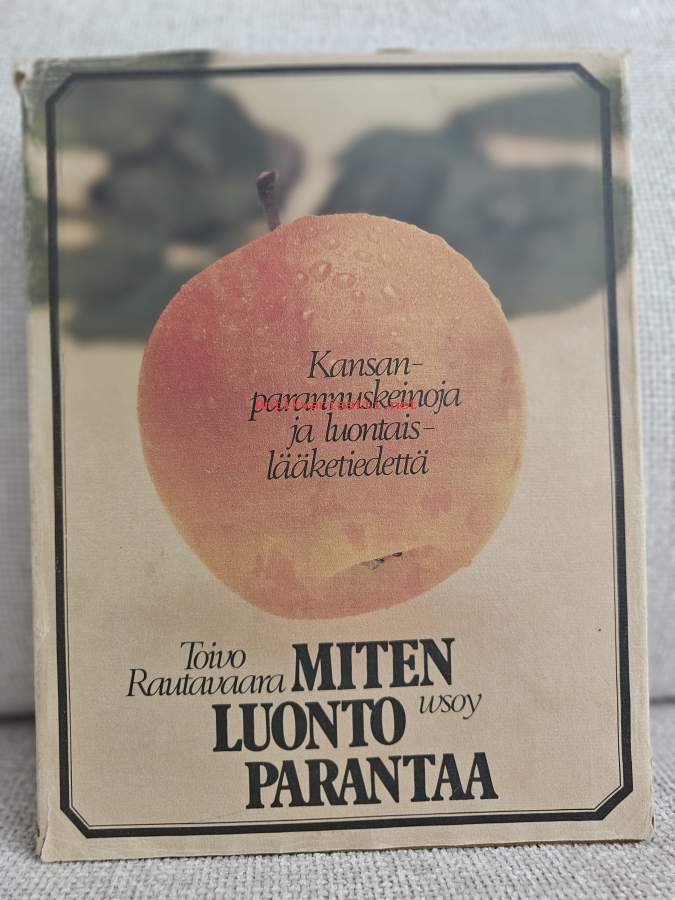 Kansan-
parannuskeinoja
ja luontais-
lääketiedettä
Toivo
Rautavaara
MITEN
LUONTO
wsoy
PARANTAA